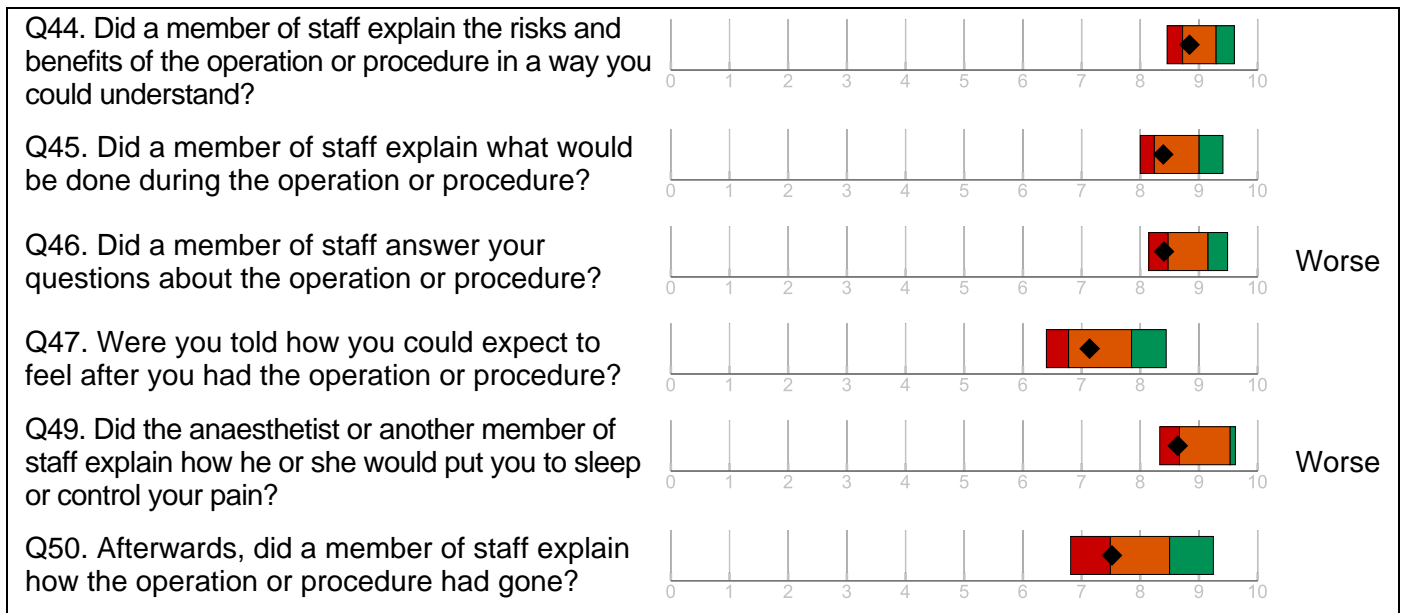 Q44. Did a member of staff explain the risks and
benefits of the operation or procedure in a way you
could understand?
0 1 2 3 4 5 6 7 8 9 10
Q45. Did a member of staff explain what would
be done during the operation or procedure?
0 1 2 3 4 5 6 7 8 9 10
Q46. Did a member of staff answer your
questions about the operation or procedure?
Worse
0 1 2 3 4 5 6 7 8 9 10
Q47. Were you told how you could expect to
feel after you had the operation or procedure?
0 1 2 3 4 5 6 7 8 9 10
Q49. Did the anaesthetist or another member of
staff explain how he or she would put you to sleep
or control your pain?
Worse
0 1 2 3 4 5 6 7 8 9 10
Q50. Afterwards, did a member of staff explain
how the operation or procedure had gone?
0 1 2 3 4 5 6 7 8 9 10